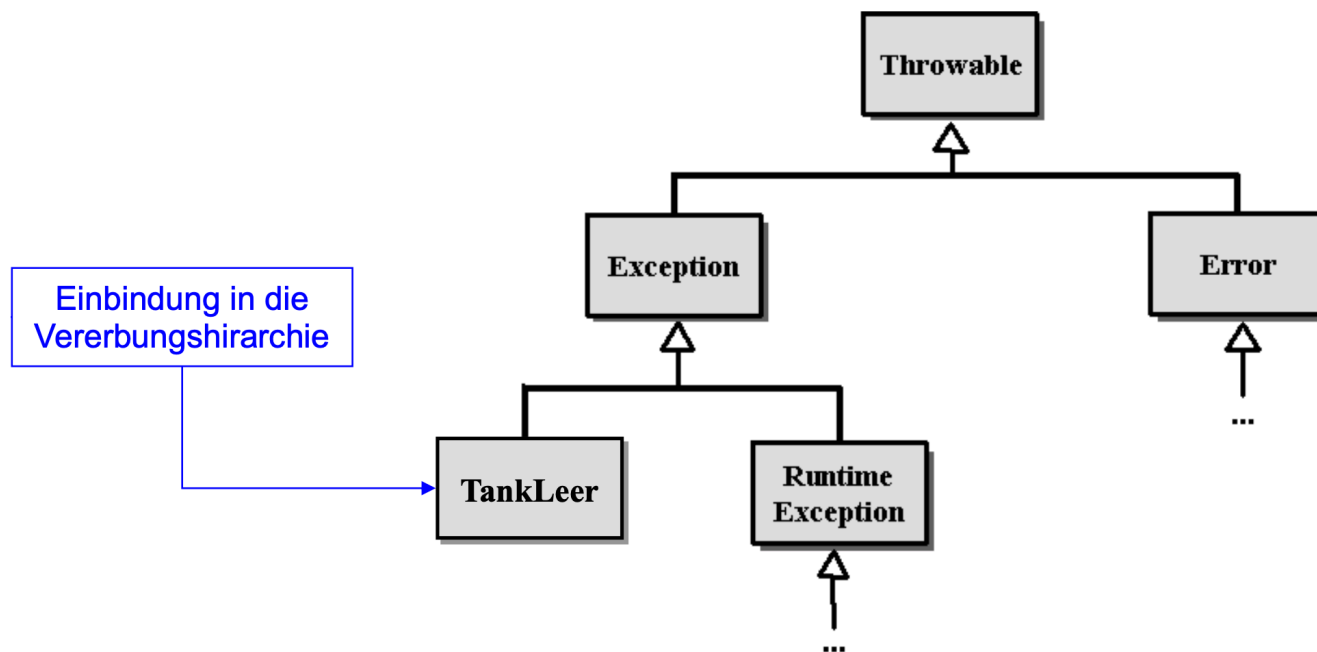 Throwable
Exception
Error
Einbindung in die
Vererbungshirarchie
...
TankLeer
Runtime
Exception
...